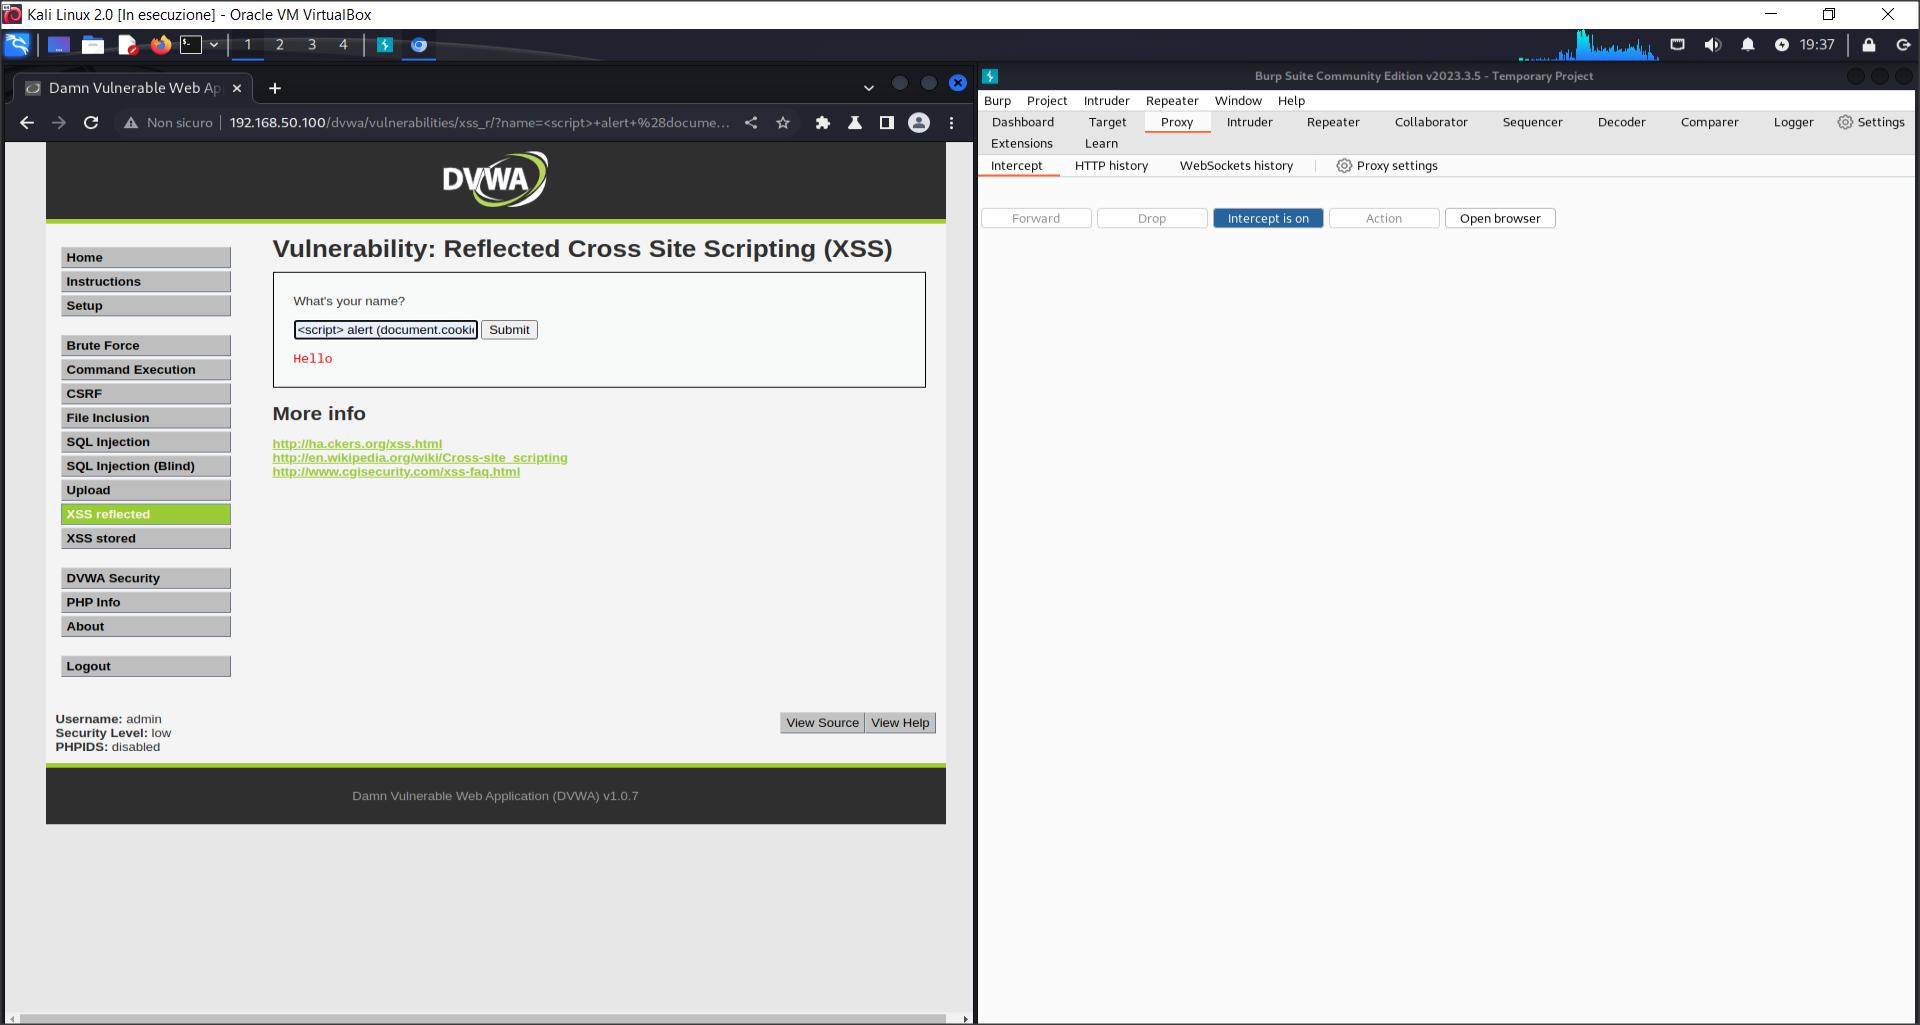 Kali Linux 2.0 [In esecuzione] - Oracle VM VirtualBox
1 2 3 4
19:37
Damn Vulnerable Web Ap
Non sicuro 192.168.50.100/dvwa/vulnerabilities/xss_r/?name=<script>+alert+%28docume...
DVWA
Home
Instructions
Setup
Brute Force
Command Execution
CSRF
File Inclusion
SQL Injection
SQL Injection (Blind)
Upload
XSS reflected
XSS stored
DVWA Security
PHP Info
About
Logout
Vulnerability: Reflected Cross Site Scripting (XSS)
What's your name?
<script> alert (document.cooki Submit
Hello
More info
http://ha.ckers.org/xss.html
http://en.wikipedia.org/wiki/Cross-site_scripting
http://www.cgisecurity.com/xss-faq.html
Username: admin
Security Level: low
PHPIDS: disabled
View Source View Help
Damn Vulnerable Web Application (DVWA) v1.0.7
Burp Suite Community Edition v2023.3.5 - Temporary Project
Burp Project Intruder Repeater Window Help
Dashboard Target Proxy Intruder Repeater Collaborator Sequencer Decoder Comparer Logger Settings
Extensions Learn
Intercept HTTP history WebSockets history Proxy settings
Forward Drop Intercept is on Action Open browser